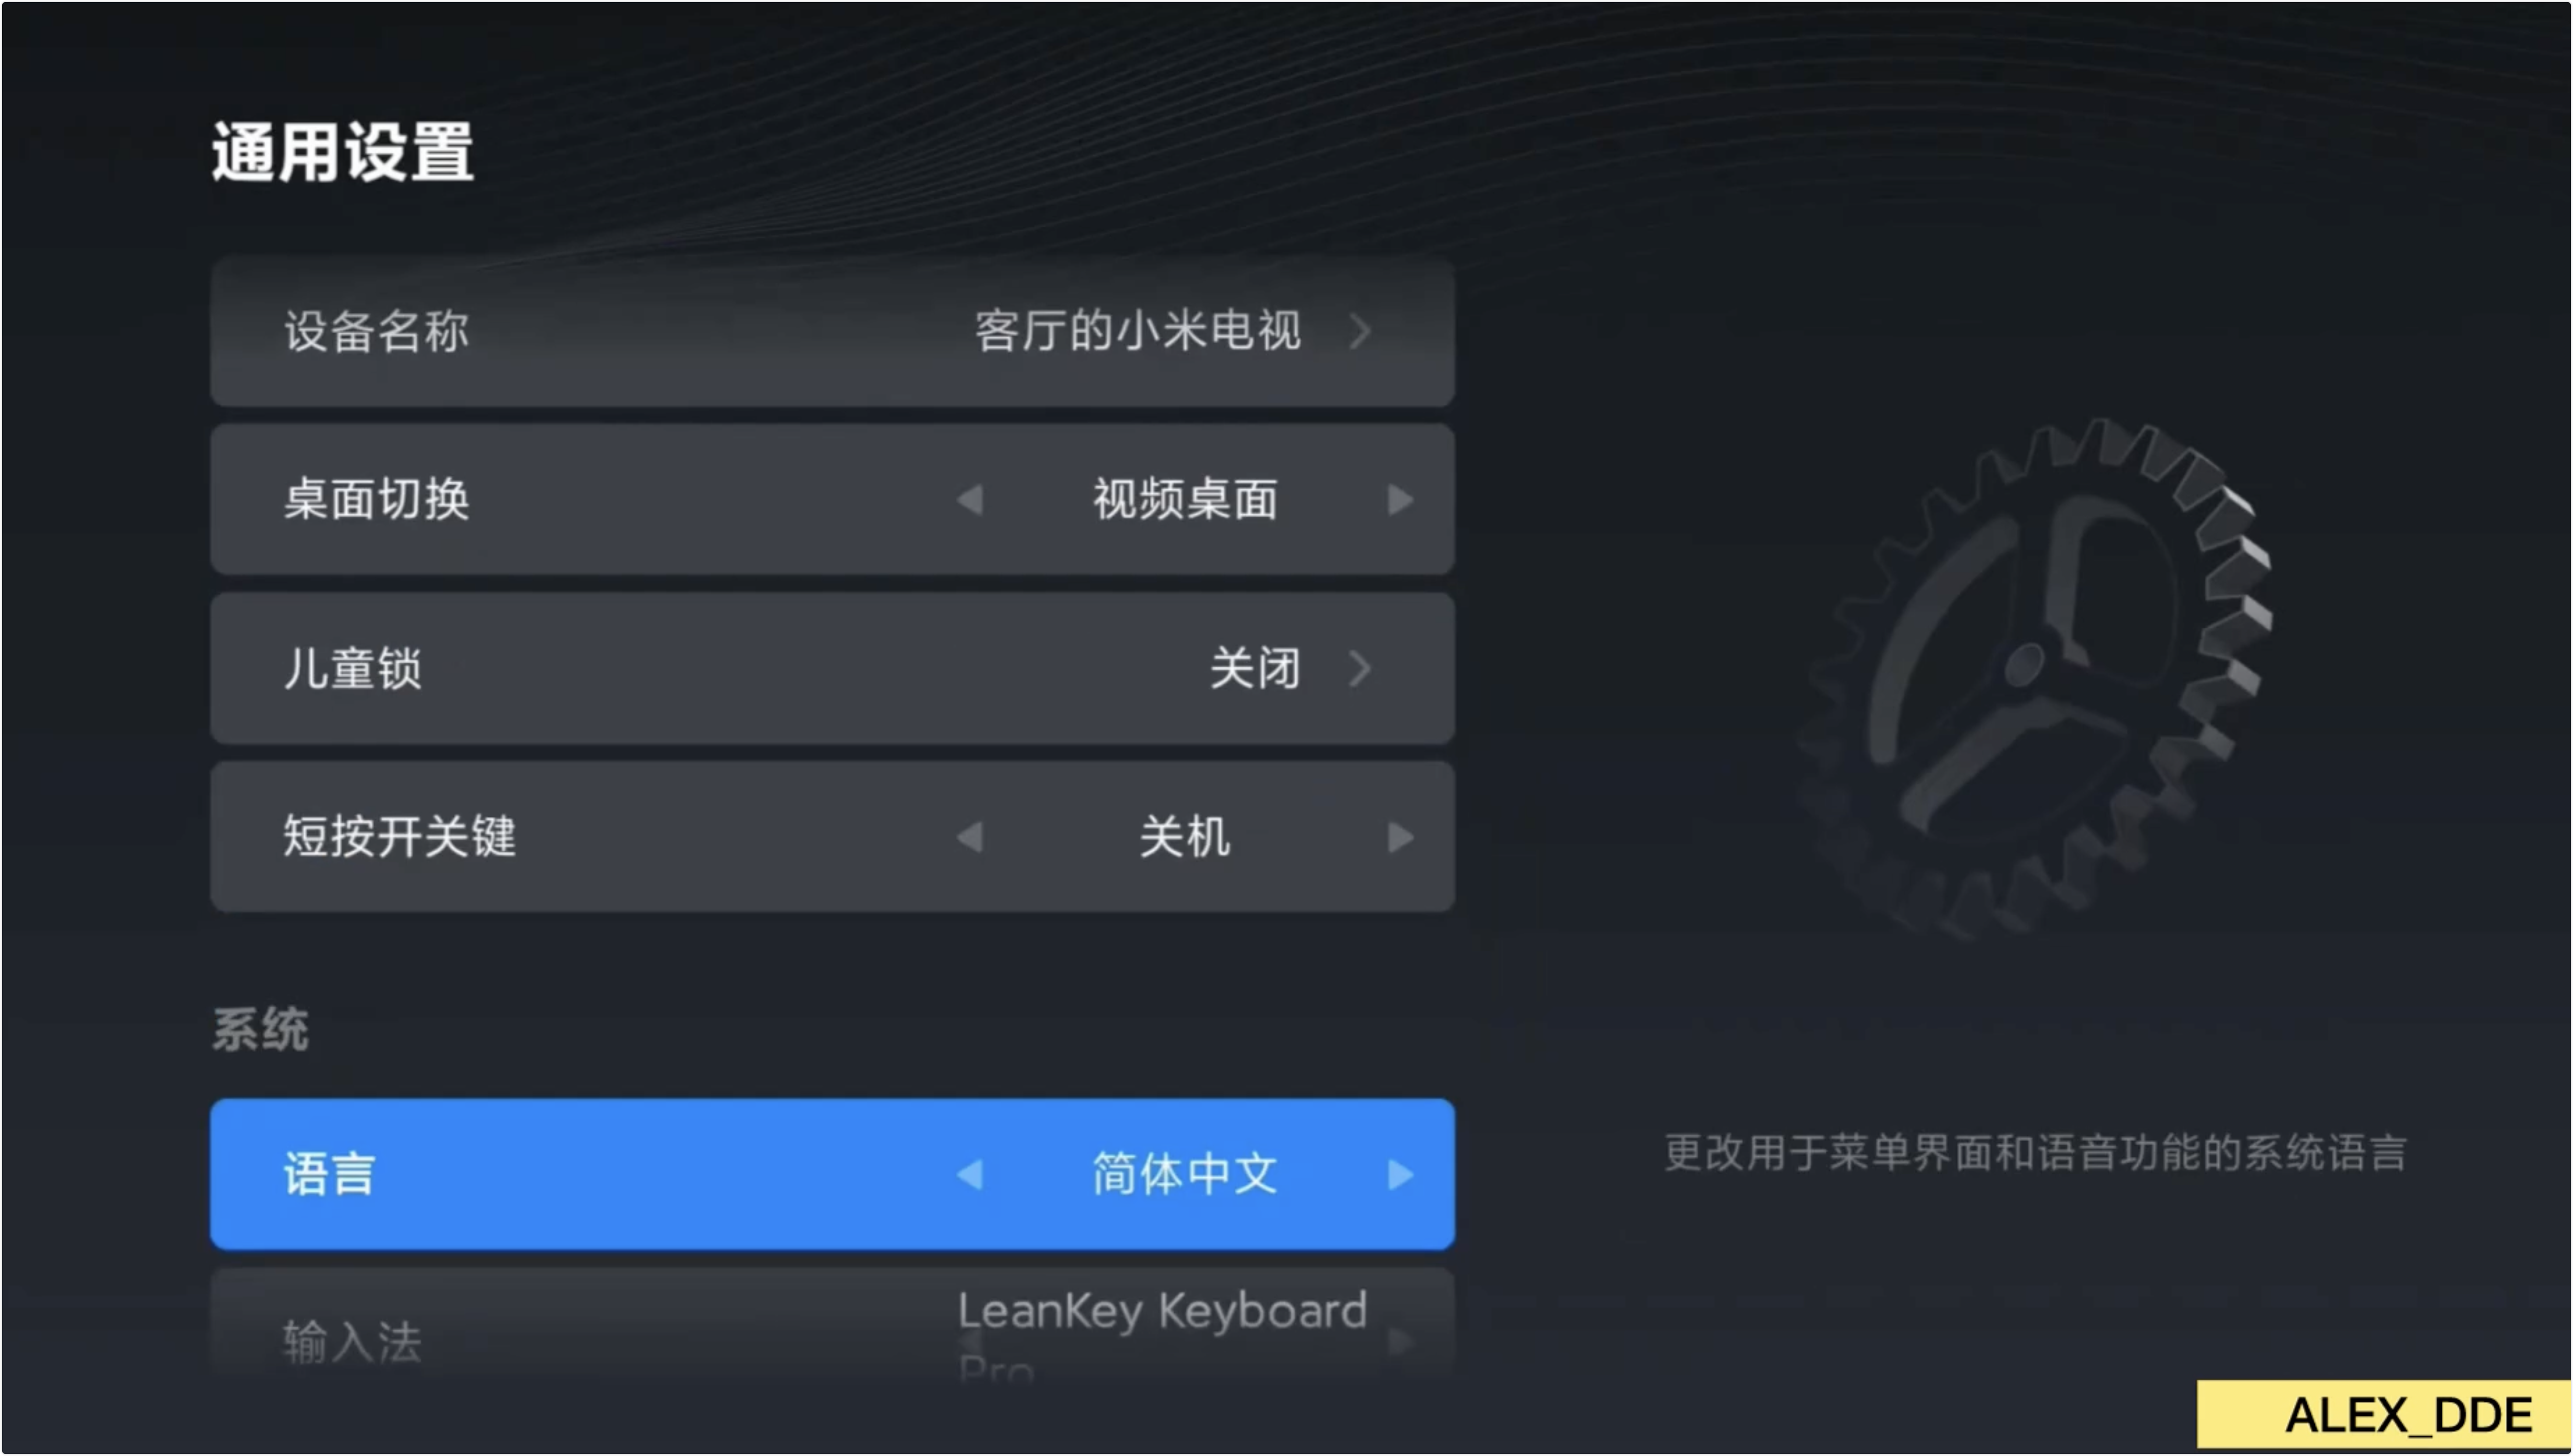 通用设置
设备名称 客厅的小米电视
桌面切换 视频桌面
儿童锁 关闭
短按开关键 关机
系统
语言 简体中文
更改用于菜单界面和语音功能的系统语言
输入法 LeanKey Keyboard
Pro
ALEX_DDE